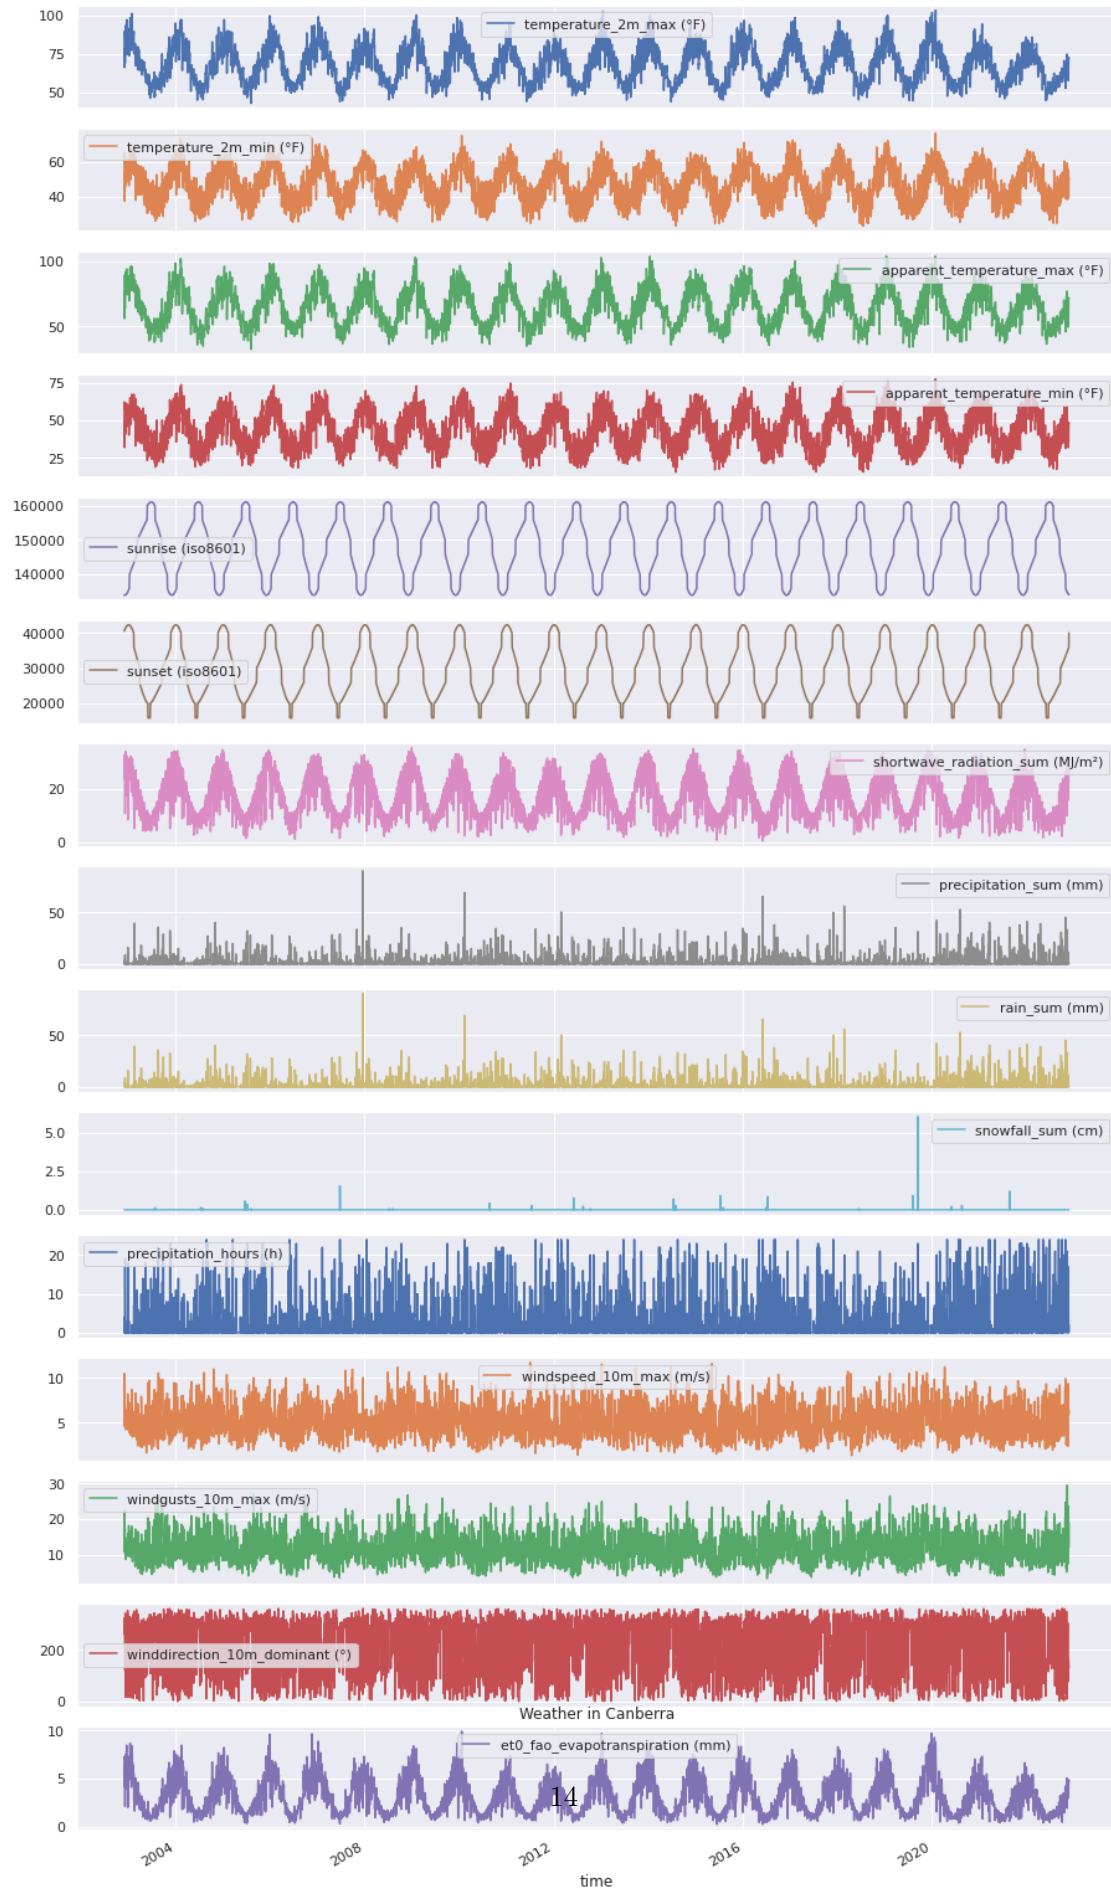 100
temperature_2m_max (°F)
75
50
temperature_2m_min (°F)
60
40
100
apparent_temperature_max (°F)
50
75
apparent_temperature_min (°F)
50
25
160000
150000
sunrise (iso8601)
140000
40000
30000
sunset (iso8601)
20000
shortwave_radiation_sum (MJ/m²)
20
0
precipitation_sum (mm)
50
0
rain_sum (mm)
50
0
5.0
snowfall_sum (cm)
2.5
0.0
20
precipitation_hours (h)
10
0
10
windspeed_10m_max (m/s)
5
30
windgusts_10m_max (m/s)
20
10
200
winddirection_10m_dominant (°)
0
Weather in Canberra
10
et0_fao_evapotranspiration (mm)
5
14
0
2004 2008 2012 2016 2020
time